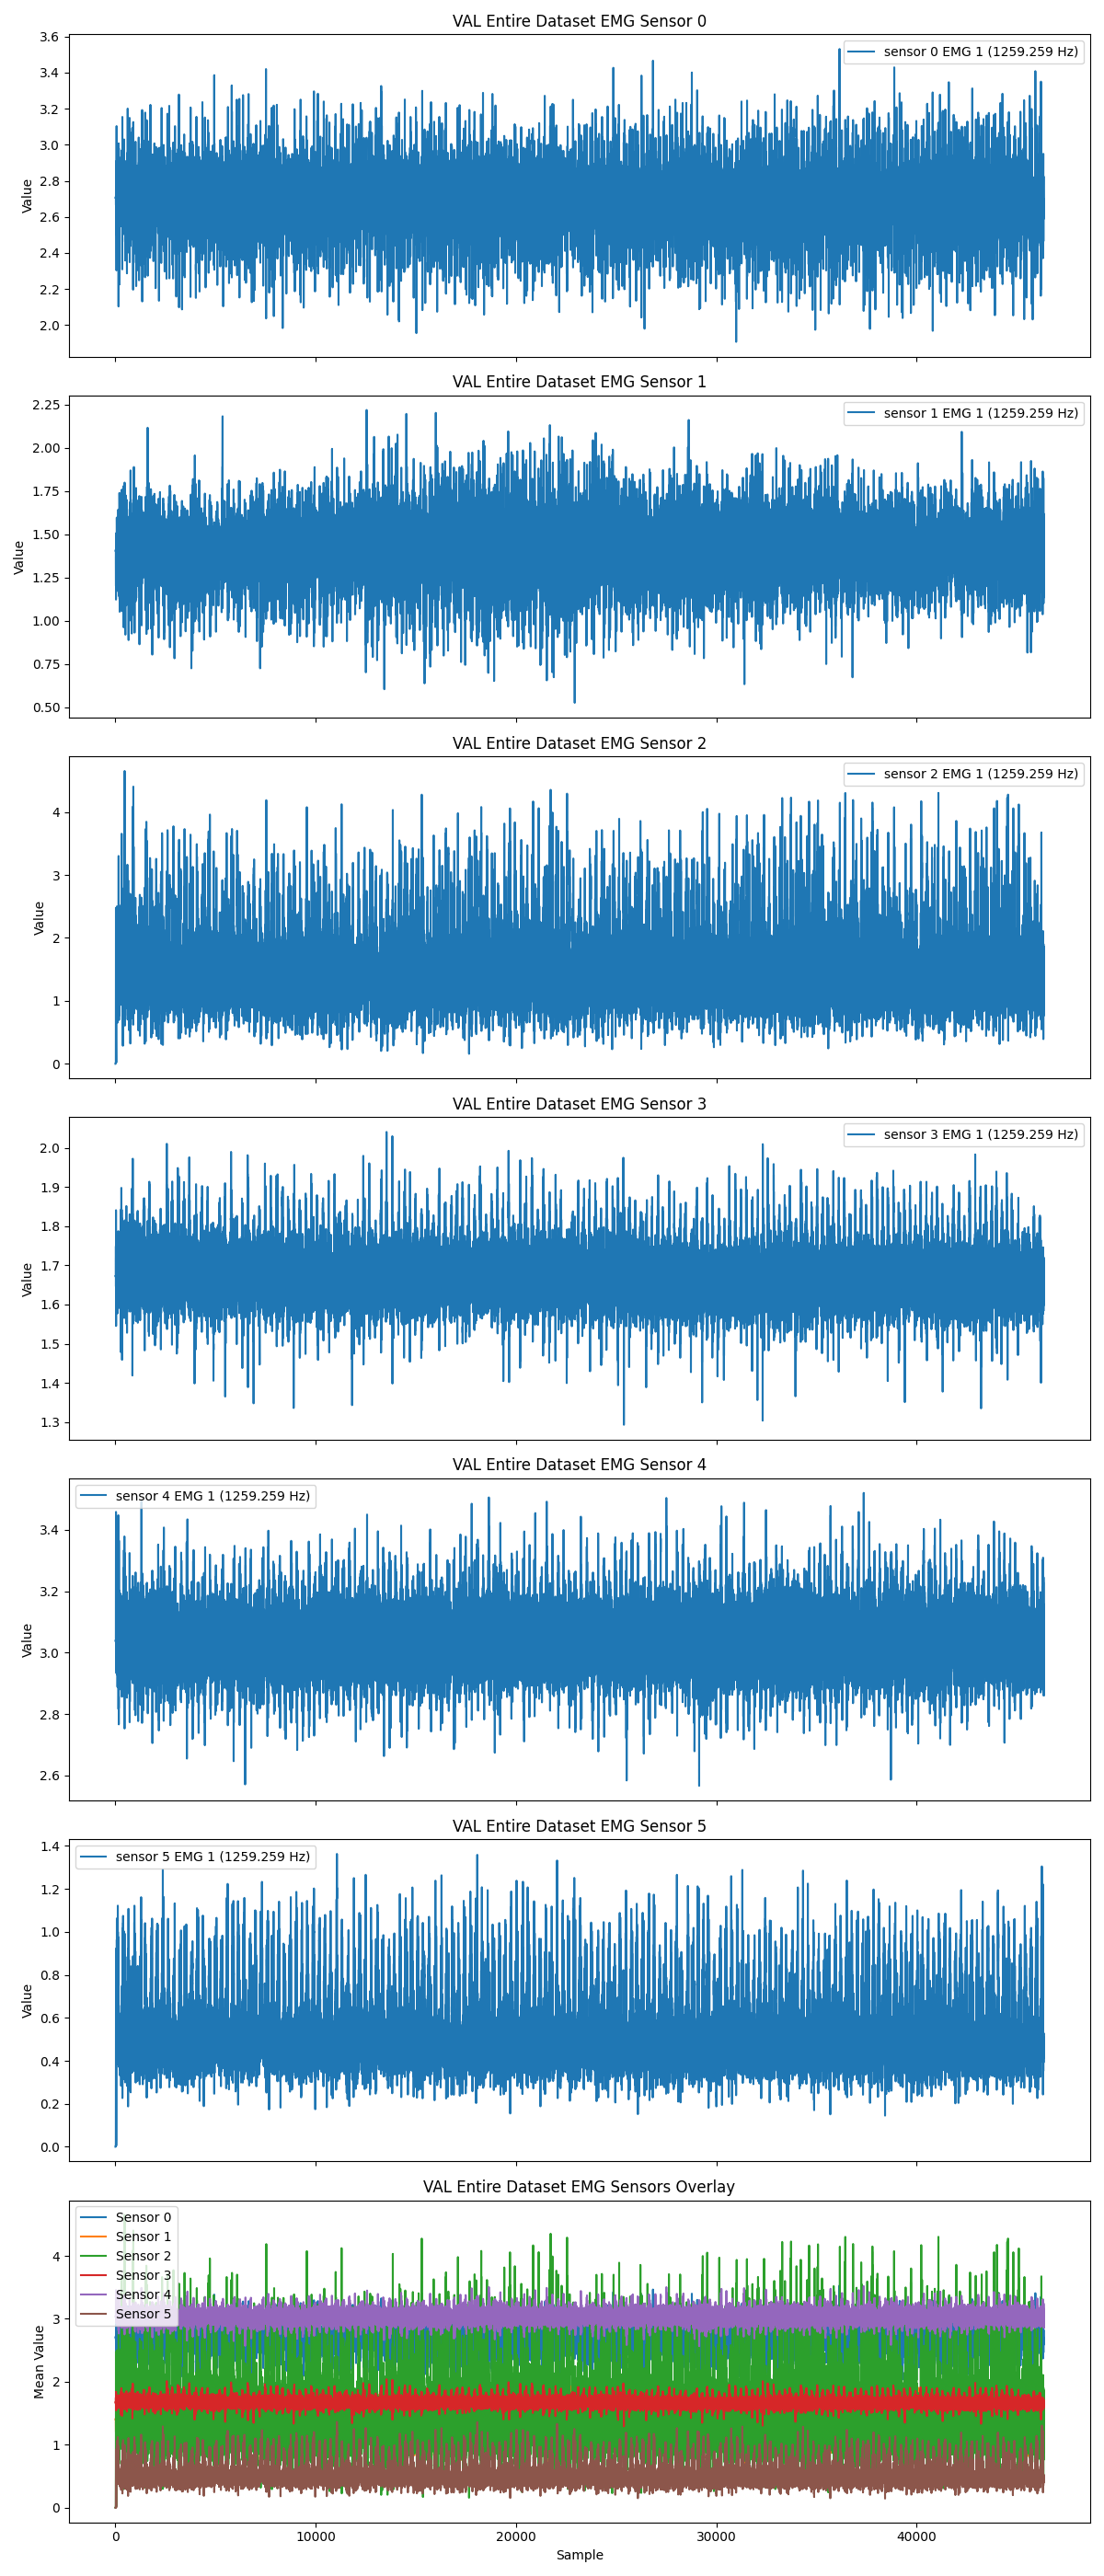 VAL Entire Dataset EMG Sensor 0
3.6
3.4
3.2
3.0
2.8
2.6
2.4
2.2
2.0
Value
sensor 0 EMG 1 (1259.259 Hz)
VAL Entire Dataset EMG Sensor 1
2.25
2.00
1.75
1.50
1.25
1.00
0.75
0.50
Value
sensor 1 EMG 1 (1259.259 Hz)
VAL Entire Dataset EMG Sensor 2
4
3
2
1
0
Value
sensor 2 EMG 1 (1259.259 Hz)
VAL Entire Dataset EMG Sensor 3
2.0
1.9
1.8
1.7
1.6
1.5
1.4
1.3
Value
sensor 3 EMG 1 (1259.259 Hz)
VAL Entire Dataset EMG Sensor 4
3.4
3.2
3.0
2.8
2.6
Value
sensor 4 EMG 1 (1259.259 Hz)
VAL Entire Dataset EMG Sensor 5
1.4
1.2
1.0
0.8
0.6
0.4
0.2
0.0
Value
sensor 5 EMG 1 (1259.259 Hz)
VAL Entire Dataset EMG Sensors Overlay
4
3
2
1
0
Mean Value
Sensor 0
Sensor 1
Sensor 2
Sensor 3
Sensor 4
Sensor 5
0 10000 20000 30000 40000
Sample